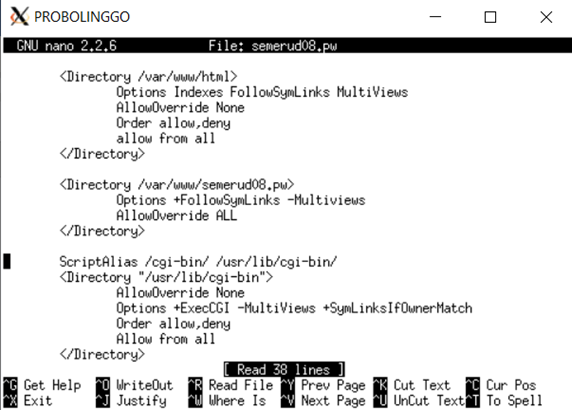 PROBOLINGGO
GNU nano 2.2.6 File: semerud08.pw
<Directory /var/www/html>
Options Indexes FollowSymLinks MultiViews
AllowOverride None
Order allow,deny
allow from all
</Directory>
<Directory /var/www/semerud08.pw>
Options +FollowSymLinks -Multiviews
AllowOverride ALL
</Directory>
ScriptAlias /cgi-bin/ /usr/lib/cgi-bin/
<Directory "/usr/lib/cgi-bin">
AllowOverride None
Options +ExecCGI -MultiViews +SymLinksIfOwnerMatch
Order allow,deny
Allow from all
</Directory>
[ Read 38 lines ]
^G Get Help ^O WriteOut ^R Read File ^Y Prev Page ^K Cut Text ^C Cur Pos
^X Exit ^J Justify ^W Where Is ^V Next Page ^U UnCut Text ^T To Spell